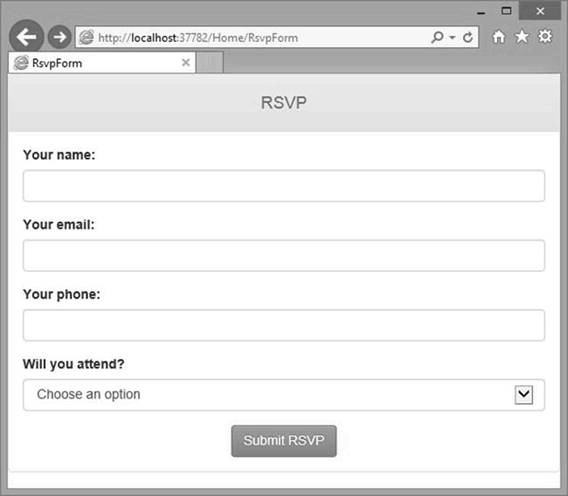 http://localhost:37782/Home/RsvpForm
RsvpForm
RSVP
Your name:
Your email:
Your phone:
Will you attend?
Choose an option
Submit RSVP